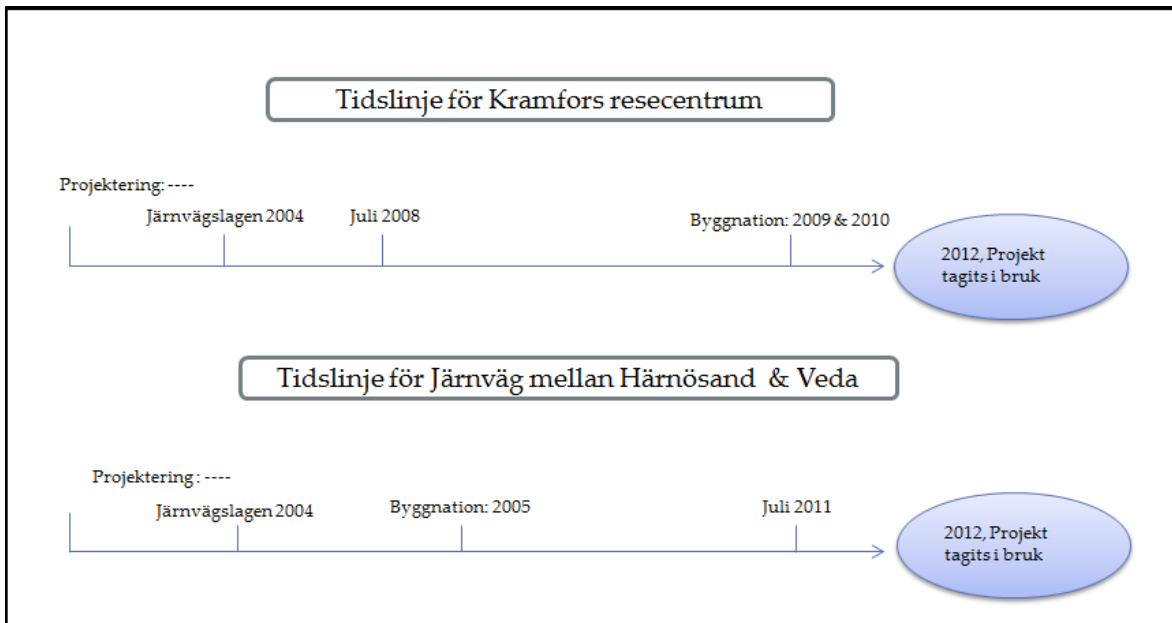 Tidslinje för Kramfors resecentrum
Projektering: ----
Järnvägslagen 2004
Juli 2008
Byggnation: 2009 & 2010
2012, Projekt
tagits i bruk
Tidslinje för Järnväg mellan Härnösand & Veda
Projektering : ----
Järnvägslagen 2004
Byggnation: 2005
Juli 2011
2012, Projekt
tagits i bruk